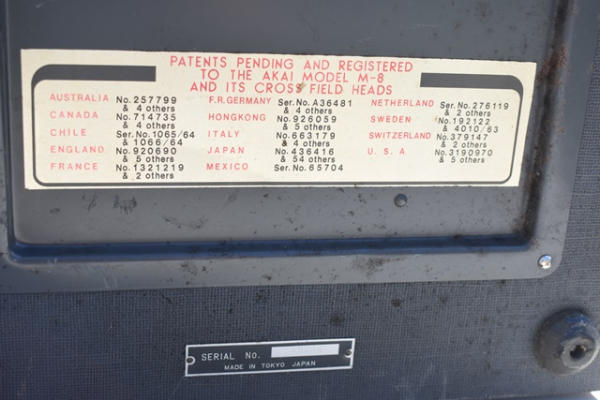 PATENTS PENDING AND REGISTERED
TO THE AKAI MODEL M-8
AND ITS CROSS FIELD HEADS
AUSTRALIA No.257799
& 4 others
CANADA No.714735
& 4 others
CHILE Ser.No.1065/64
& 1066/64
ENGLAND No.920690
& 5 others
FRANCE No.1321219
& 2 others
F.R.GERMANY Ser.No.A36481
& 4 others
HONGKONG No.926059
& 5 others
ITALY No.663179
& 4 others
JAPAN No.436416
& 54 others
MEXICO Ser.No.65704
NETHERLAND Ser.No.276119
& 2 others
SWEDEN No.192122
& 4010/63
SWITZERLAND No.379147
& 2 others
U.S.A No.3190970
& 5 others
SERIAL No.
MADE IN TOKYO JAPAN